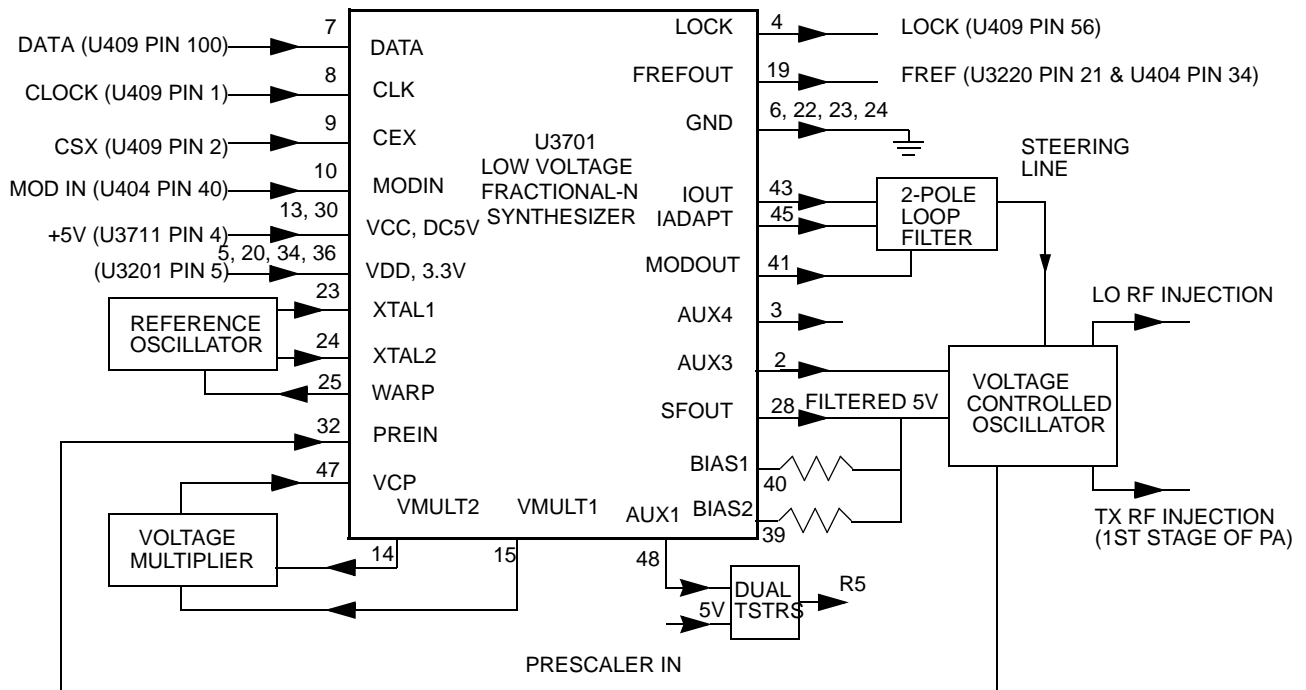 7
DATA (U409 PIN 100)
DATA
8
CLOCK (U409 PIN 1)
CLK
9
CSX (U409 PIN 2)
CEX
10
MOD IN (U404 PIN 40)
MODIN
13, 30
+5V (U3711 PIN 4)
VCC, DC5V
5, 20, 34, 36
(U3201 PIN 5)
VDD, 3.3V
23
XTAL1
REFERENCE
OSCILLATOR
24
XTAL2
25
WARP
32
PREIN
47
VCP
VOLTAGE
MULTIPLIER
VMULT2
14
VMULT1
15
AUX1
48
U3701
LOW VOLTAGE
FRACTIONAL-N
SYNTHESIZER
LOCK
4
LOCK (U409 PIN 56)
FREFOUT
19
FREF (U3220 PIN 21 & U404 PIN 34)
GND
6, 22, 23, 24
IOUT
43
IADAPT
45
2-POLE
LOOP
FILTER
STEERING
LINE
MODOUT
41
AUX4
3
AUX3
2
SFOUT
28
FILTERED 5V
BIAS1
40
BIAS2
39
VOLTAGE
CONTROLLED
OSCILLATOR
LO RF INJECTION
TX RF INJECTION
(1ST STAGE OF PA)
5V
DUAL
TSTRS
R5
PRESCALER IN